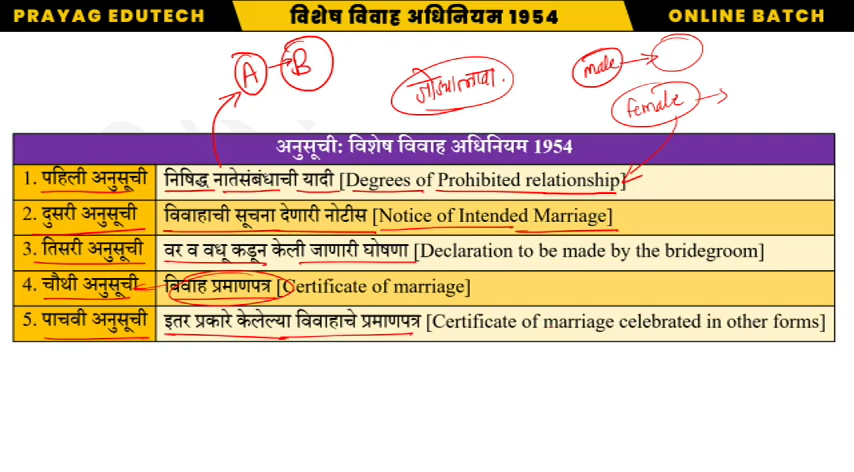 PRAYAG EDUTECH
विशेष विवाह अधिनियम 1954
ONLINE BATCH
A
B
male
female
अनुसूची: विशेष विवाह अधिनियम 1954
1. पहिली अनुसूची निषिद्ध नातेसंबंधाची यादी [Degrees of Prohibited relationship]
2. दुसरी अनुसूची विवाहाची सूचना देणारी नोटीस [Notice of Intended Marriage]
3. तिसरी अनुसूची वर व वधू कडून केली जाणारी घोषणा [Declaration to be made by the bridegroom]
4. चौथी अनुसूची विवाह प्रमाणपत्र [Certificate of marriage]
5. पाचवी अनुसूची इतर प्रकारे केलेल्या विवाहाचे प्रमाणपत्र [Certificate of marriage celebrated in other forms]